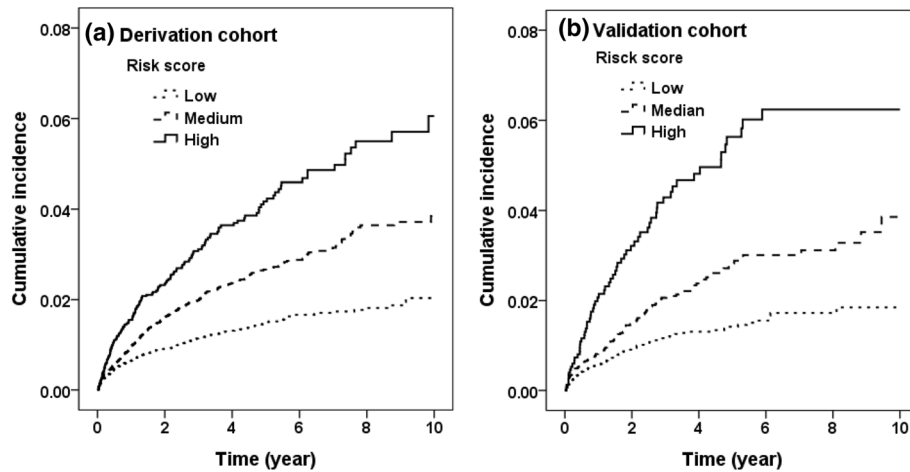 (a) Derivation cohort
Risk score
Low
Medium
High
0.08
0.06
0.04
0.02
0.00
Cumulative incidence
0 2 4 6 8 10
Time (year)
(b) Validation cohort
Risck score
Low
Median
High
0.08
0.06
0.04
0.02
0.00
Cumulative incidence
0 2 4 6 8 10
Time (year)